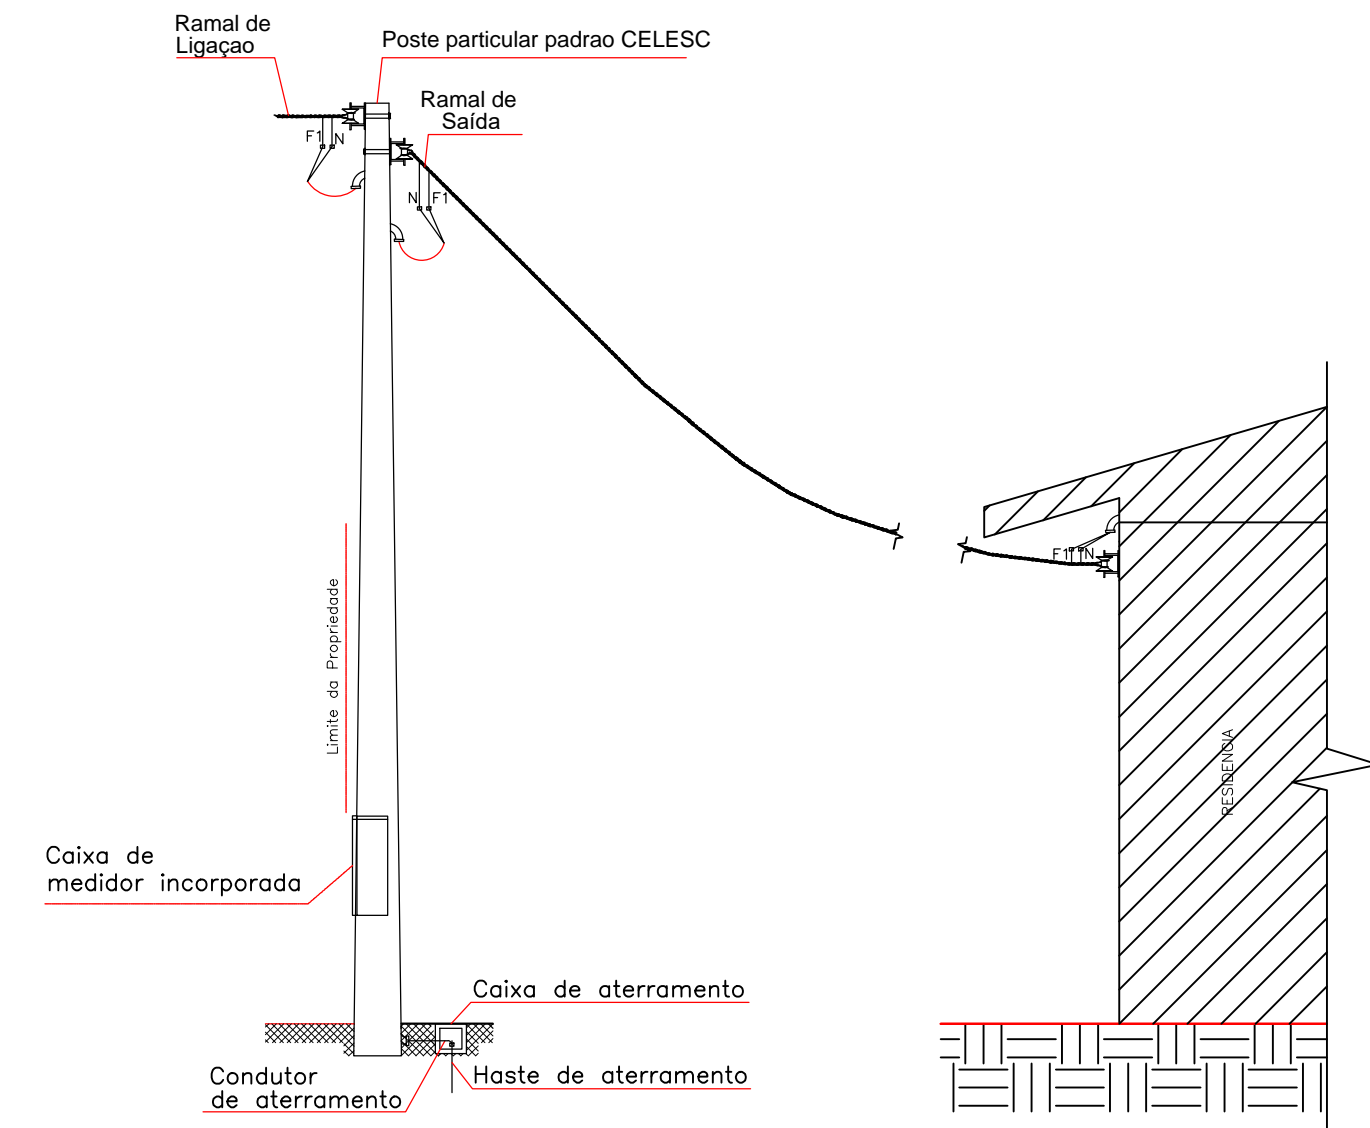 Ramal de
Ligaçao
Poste particular padrao CELESC
Ramal de
Saída
F1 N
N F1
F1 N
Limite da Propriedade
RESIDENCIA
Caixa de
medidor incorporada
Caixa de aterramento
Condutor
de aterramento
Haste de aterramento